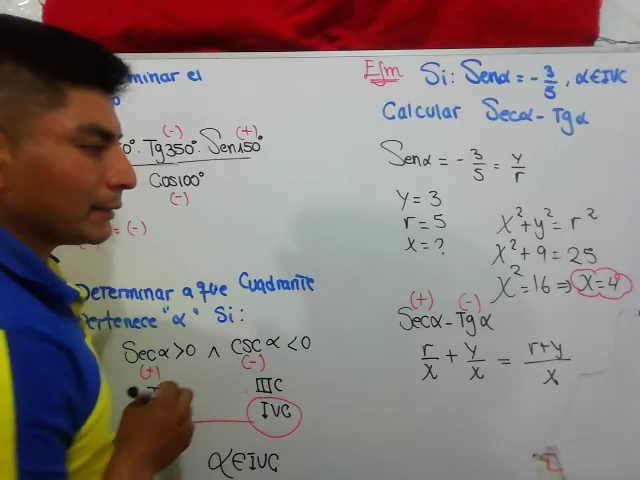 minar el
0°. Tg350°. Sen150°
(-) (+)
Cos100°
(-)
= (-)
Determinar a que Cuadrante
Pertenece "α" Si:
Secα>0 ∧ Cscα<0
(+) (-)
IIIC
IVC
α∈IVC
Ejm Si: Senα = -3/5, α∈IVC
Calcular Secα - Tgα
Senα = -3/5 = y/r
y = 3
r = 5
x = ?
x² + y² = r²
x² + 9 = 25
x² = 16 ⇒ x = 4
(+) (-)
Secα - Tgα
r/x + y/x = r+y/x